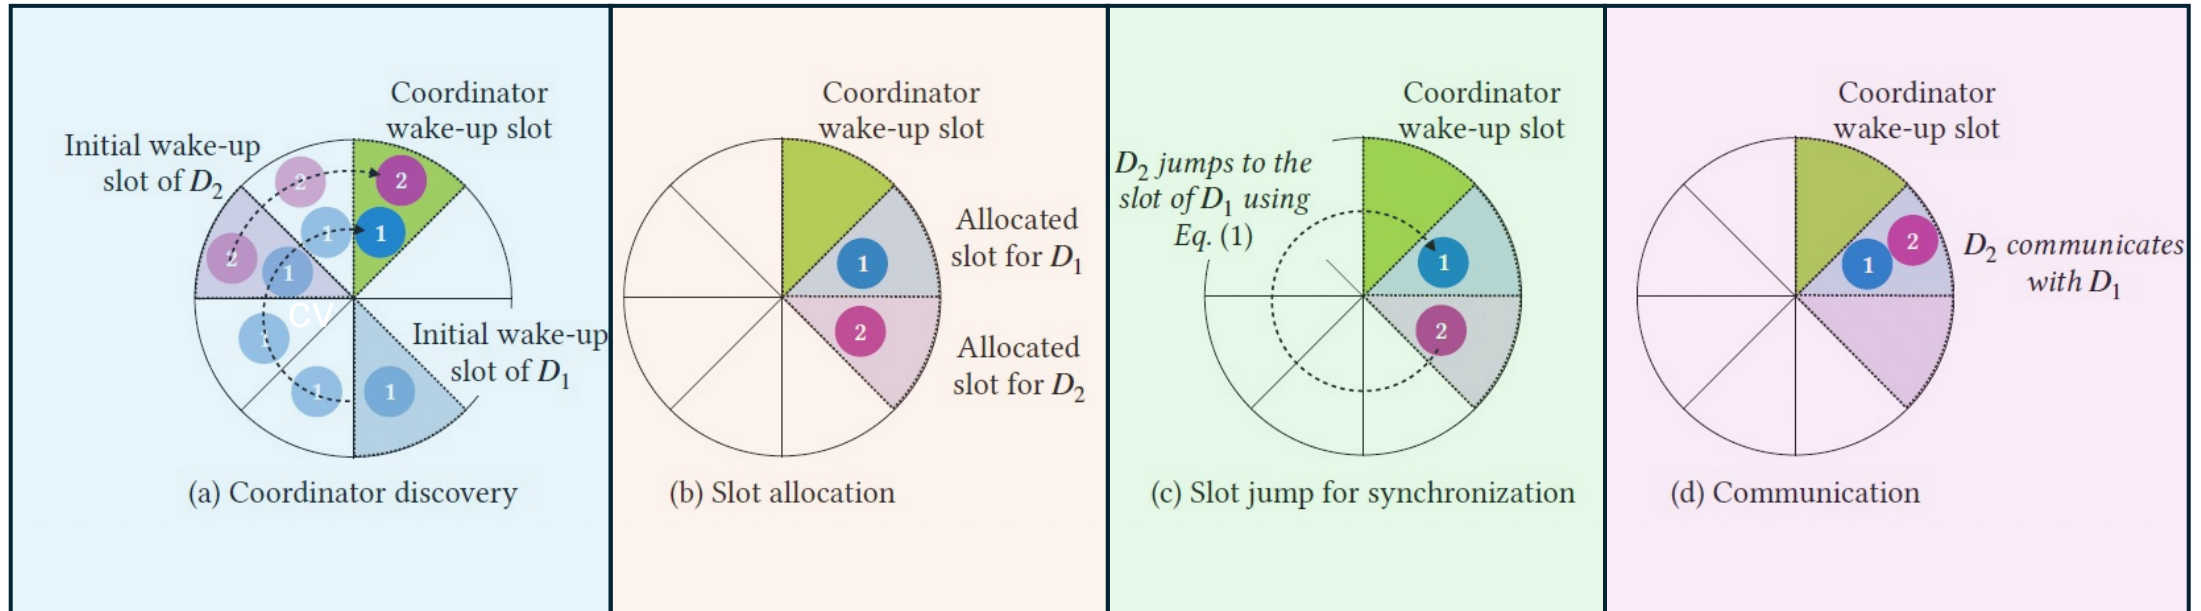 Coordinator
wake-up slot
Initial wake-up
slot of D2
2
2
1
1
2
1
CV
1
Initial wake-up
slot of D1
1
1
(a) Coordinator discovery
Coordinator
wake-up slot
Allocated
slot for D1
1
2
Allocated
slot for D2
(b) Slot allocation
Coordinator
wake-up slot
D2 jumps to the
slot of D1 using
Eq. (1)
1
2
(c) Slot jump for synchronization
Coordinator
wake-up slot
2
1
D2 communicates
with D1
(d) Communication